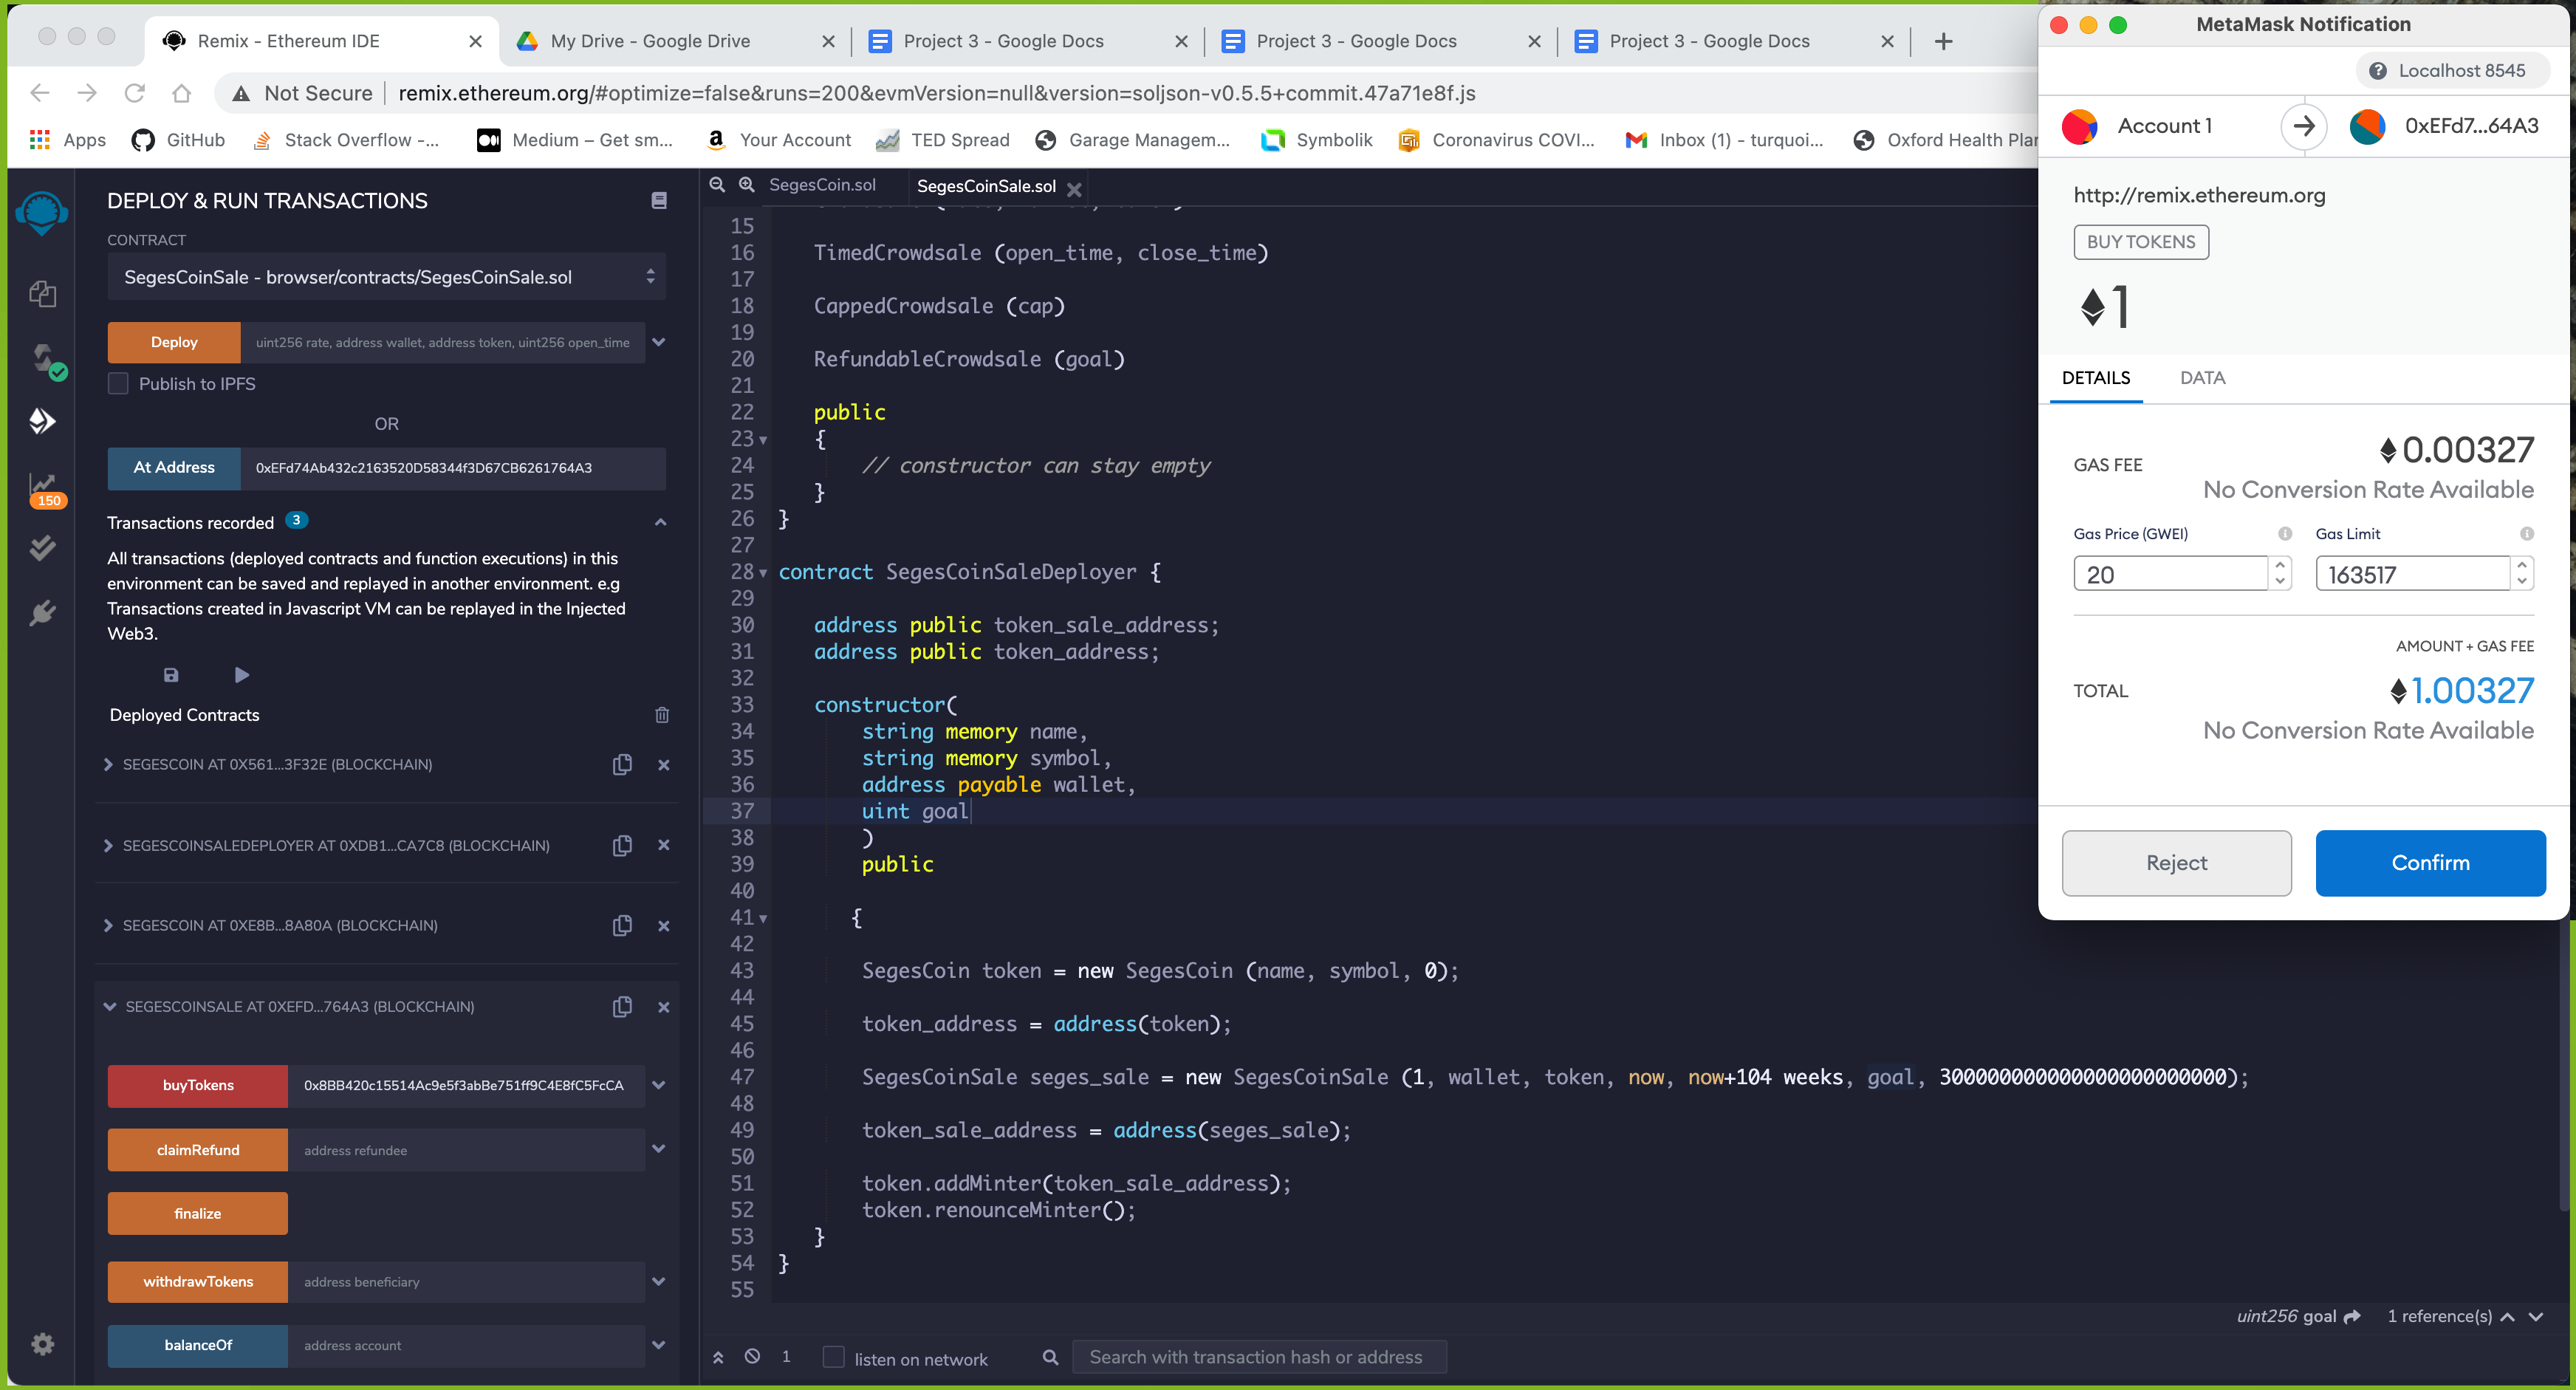 Remix - Ethereum IDE
My Drive - Google Drive
Project 3 - Google Docs
Project 3 - Google Docs
Project 3 - Google Docs
Not Secure
remix.ethereum.org/#optimize=false&runs=200&evmVersion=null&version=soljson-v0.5.5+commit.47a71e8f.js
Apps
GitHub
Stack Overflow -...
Medium – Get sm...
Your Account
TED Spread
Garage Managem...
Symbolik
Coronavirus COVI...
Inbox (1) - turquoi...
Oxford Health Plan
DEPLOY & RUN TRANSACTIONS
CONTRACT
SegesCoinSale - browser/contracts/SegesCoinSale.sol
Deploy
uint256 rate, address wallet, address token, uint256 open_time
Publish to IPFS
OR
At Address
0xEFd74Ab432c2163520D58344f3D67CB6261764A3
Transactions recorded 3
All transactions (deployed contracts and function executions) in this
environment can be saved and replayed in another environment. e.g
Transactions created in Javascript VM can be replayed in the Injected
Web3.
150
Deployed Contracts
SEGESCOIN AT 0X561...3F32E (BLOCKCHAIN)
SEGESCOINSALEDEPLOYER AT 0XDB1...CA7C8 (BLOCKCHAIN)
SEGESCOIN AT 0XE8B...8A80A (BLOCKCHAIN)
SEGESCOINSALE AT 0XEFD...764A3 (BLOCKCHAIN)
buyTokens
0x8BB420c15514Ac9e5f3abBe751ff9C4E8fC5FcCA
claimRefund
address refundee
finalize
withdrawTokens
address beneficiary
balanceOf
address account
SegesCoin.sol
SegesCoinSale.sol
15
16 TimedCrowdsale (open_time, close_time)
17
18 CappedCrowdsale (cap)
19
20 RefundableCrowdsale (goal)
21
22 public
23 {
24 // constructor can stay empty
25 }
26 }
27
28 contract SegesCoinSaleDeployer {
29
30 address public token_sale_address;
31 address public token_address;
32
33 constructor(
34 string memory name,
35 string memory symbol,
36 address payable wallet,
37 uint goal
38 )
39 public
40
41 {
42
43 SegesCoin token = new SegesCoin (name, symbol, 0);
44
45 token_address = address(token);
46
47 SegesCoinSale seges_sale = new SegesCoinSale (1, wallet, token, now, now+104 weeks, goal, 300000000000000000000000);
48
49 token_sale_address = address(seges_sale);
50
51 token.addMinter(token_sale_address);
52 token.renounceMinter();
53 }
54 }
55
uint256 goal
1 reference(s)
1
listen on network
Search with transaction hash or address
MetaMask Notification
Localhost 8545
Account 1
0xEFd7...64A3
http://remix.ethereum.org
BUY TOKENS
1
DETAILS
DATA
GAS FEE
0.00327
No Conversion Rate Available
Gas Price (GWEI)
Gas Limit
20
163517
AMOUNT + GAS FEE
TOTAL
1.00327
No Conversion Rate Available
Reject
Confirm